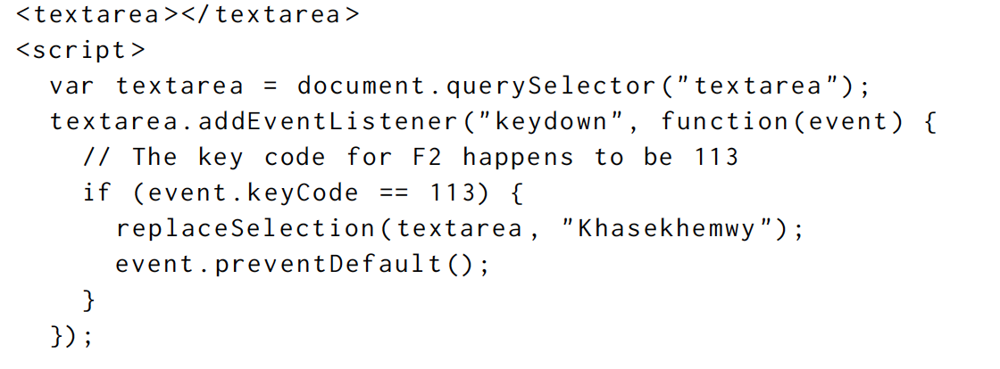 <textarea></textarea>
<script>
  var textarea = document.querySelector("textarea");
  textarea.addEventListener("keydown", function(event) {
    // The key code for F2 happens to be 113
    if (event.keyCode == 113) {
      replaceSelection(textarea, "Khasekhemwy");
      event.preventDefault();
    }
  });